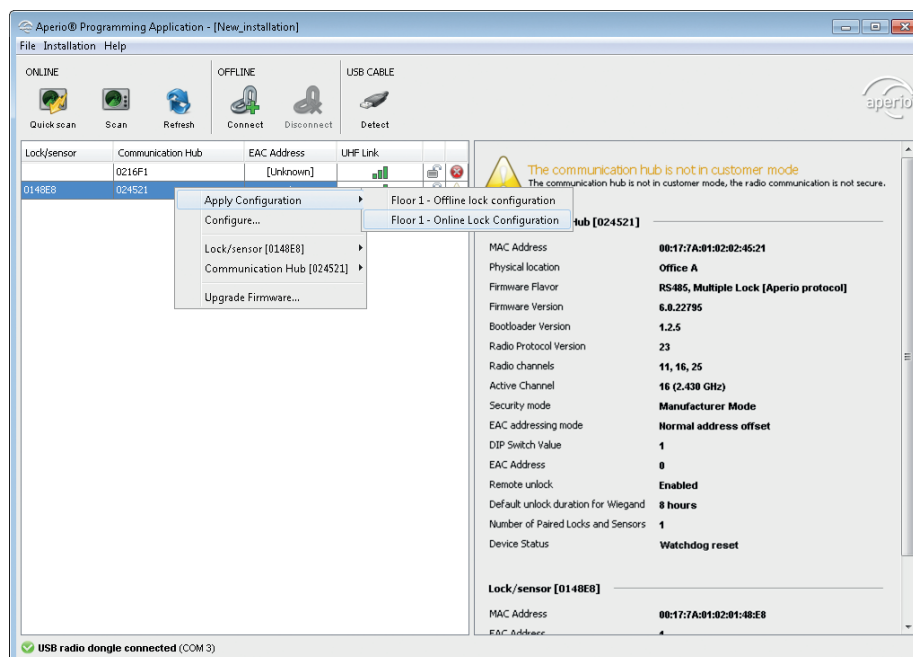 Aperio® Programming Application - [New_installation]
File Installation Help
ONLINE OFFLINE USB CABLE
aperio
Quick scan Scan Refresh Connect Disconnect Detect
Lock/sensor Communication Hub EAC Address UHF Link
0216F1 [Unknown]
0148E8 024521
Apply Configuration
Configure...
Lock/sensor [0148E8]
Communication Hub [024521]
Upgrade Firmware...
Floor 1 - Offline lock configuration
Floor 1 - Online Lock Configuration
The communication hub is not in customer mode
The communication hub is not in customer mode, the radio communication is not secure.
[024521]
MAC Address 00:17:7A:01:02:02:45:21
Physical location Office A
Firmware Flavor RS485, Multiple Lock [Aperio protocol]
Firmware Version 6.0.22795
Bootloader Version 1.2.5
Radio Protocol Version 23
Radio channels 11, 16, 25
Active Channel 16 (2.430 GHz)
Security mode Manufacturer Mode
EAC addressing mode Normal address offset
DIP Switch Value 1
EAC Address 0
Remote unlock Enabled
Default unlock duration for Wiegand 8 hours
Number of Paired Locks and Sensors 1
Device Status Watchdog reset
Lock/sensor [0148E8]
MAC Address 00:17:7A:01:02:01:48:E8
EAC Address
USB radio dongle connected (COM 3)